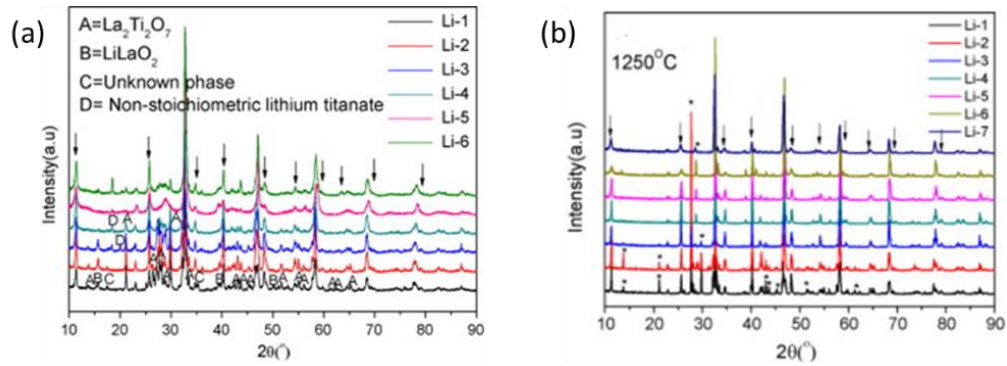 (a)
A=La2Ti2O7
B=LiLaO2
C=Unknown phase
D= Non-stoichiometric lithium titanate
Li-1
Li-2
Li-3
Li-4
Li-5
Li-6
Intensity(a.u)
D
A
D
A
B
C
C
A
B
A
A
10 20 30 40 50 60 70 80 90
2θ(°)
(b)
1250°C
Li-1
Li-2
Li-3
Li-4
Li-5
Li-6
Li-7
Intensity(a.u)
10 20 30 40 50 60 70 80 90
2θ(°)